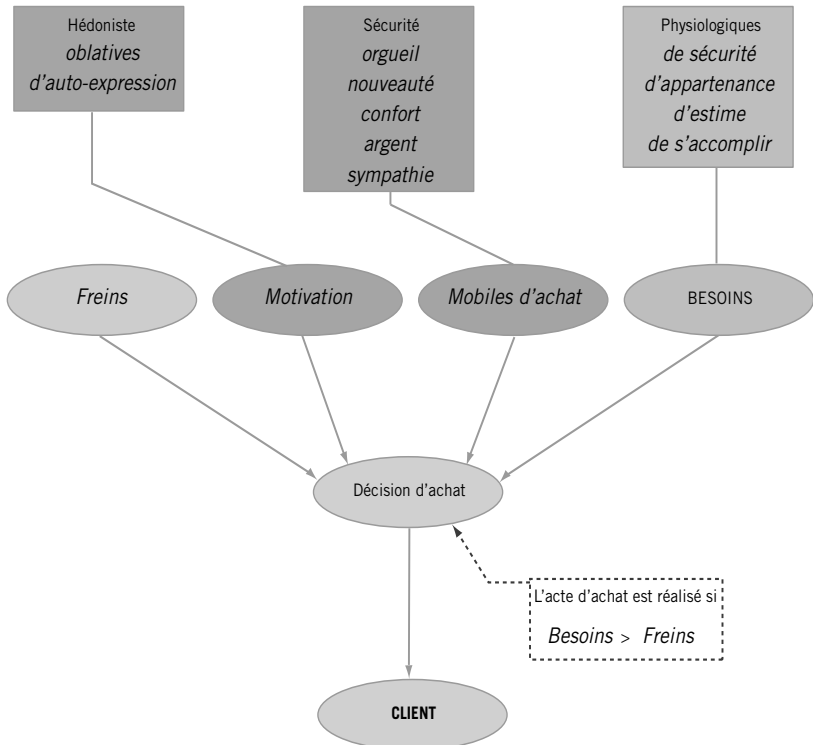 Hédoniste
oblatives
d'auto-expression
Sécurité
orgueil
nouveauté
confort
argent
sympathie
Physiologiques
de sécurité
d'appartenance
d'estime
de s'accomplir
Freins
Motivation
Mobiles d'achat
BESOINS
Décision d'achat
L'acte d'achat est réalisé si
Besoins > Freins
CLIENT